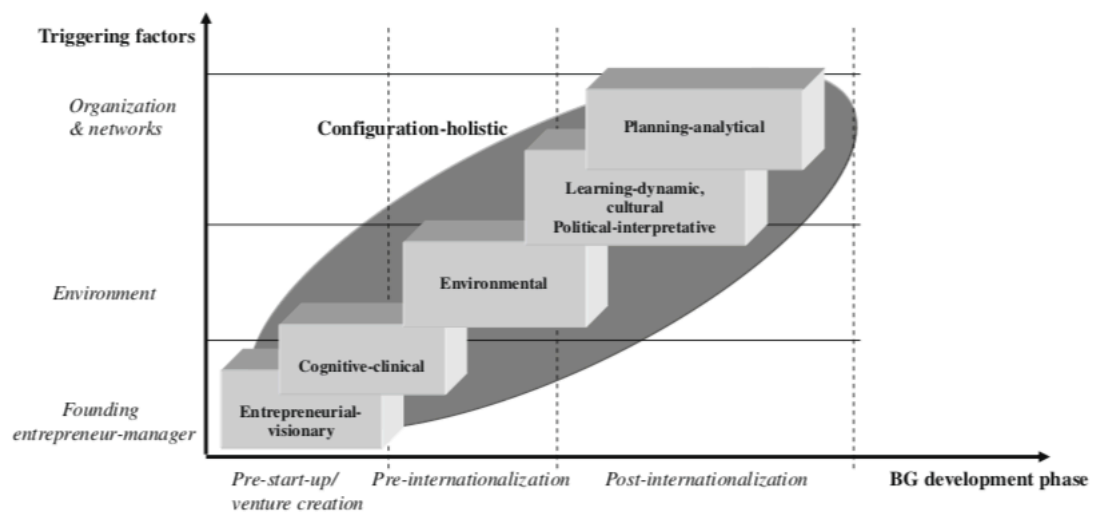 Triggering factors
Organization
& networks
Configuration-holistic
Planning-analytical
Learning-dynamic,
cultural
Political-interpretative
Environment
Environmental
Cognitive-clinical
Founding
entrepreneur-manager
Entrepreneurial-
visionary
Pre-start-up/
venture creation
Pre-internationalization
Post-internationalization
BG development phase